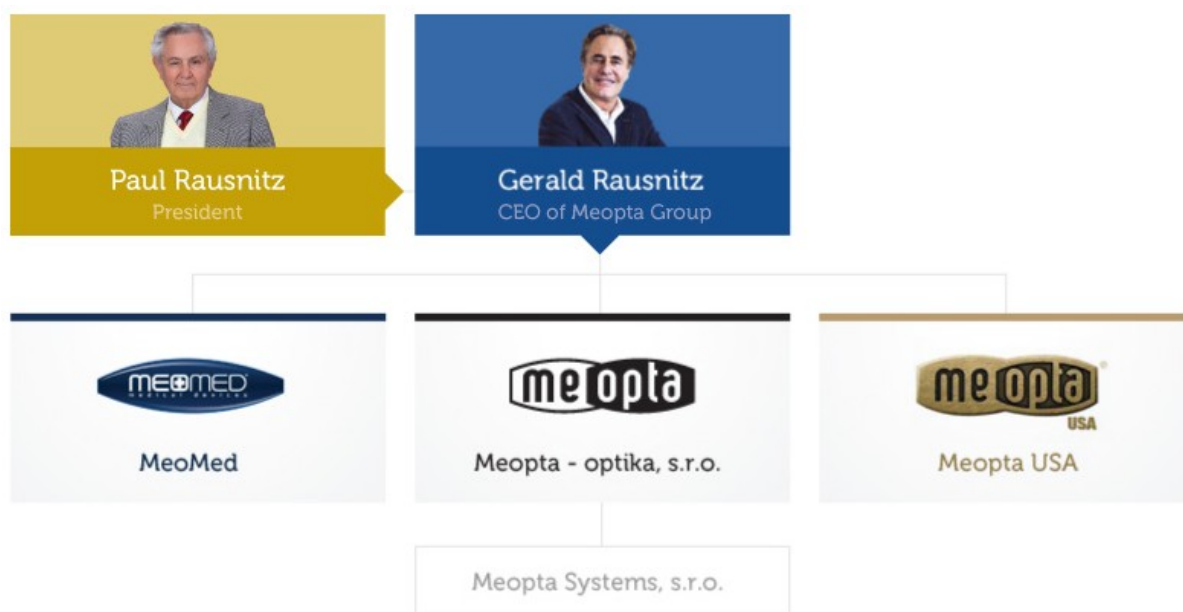 Paul Rausnitz
President
Gerald Rausnitz
CEO of Meopta Group
MEOMED
medical devices
MeoMed
meopta
Meopta - optika, s.r.o.
meopta®
USA
Meopta USA
Meopta Systems, s.r.o.